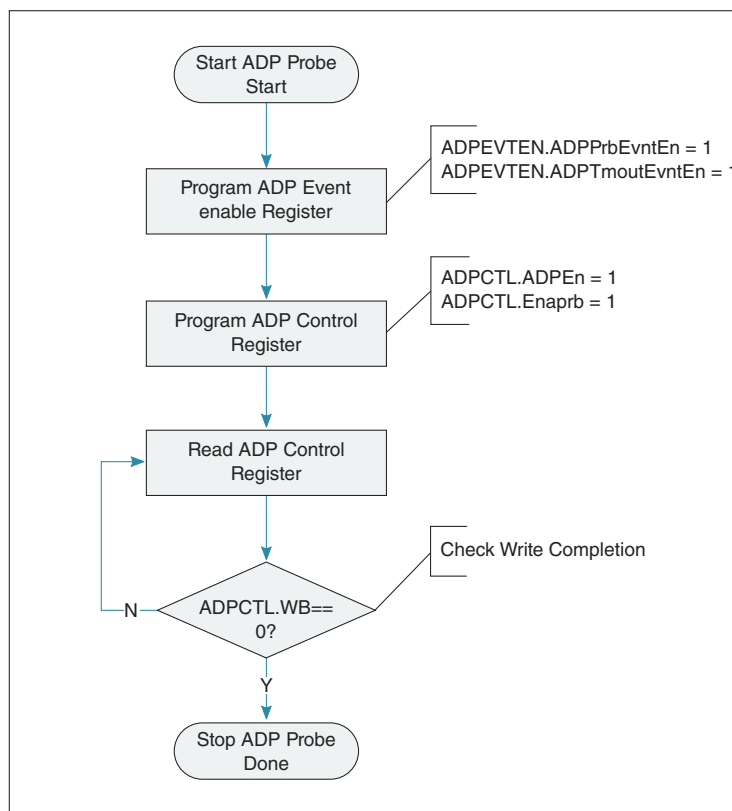 Start ADP Probe
Start
ADPEVTEN.ADPPrbEvntEn = 1
ADPEVTEN.ADPTmoutEvntEn = 1
Program ADP Event
enable Register
ADPCTL.ADPEn = 1
ADPCTL.Enaprb = 1
Program ADP Control
Register
Read ADP Control
Register
Check Write Completion
ADPCTL.WB==
0?
N
Y
Stop ADP Probe
Done